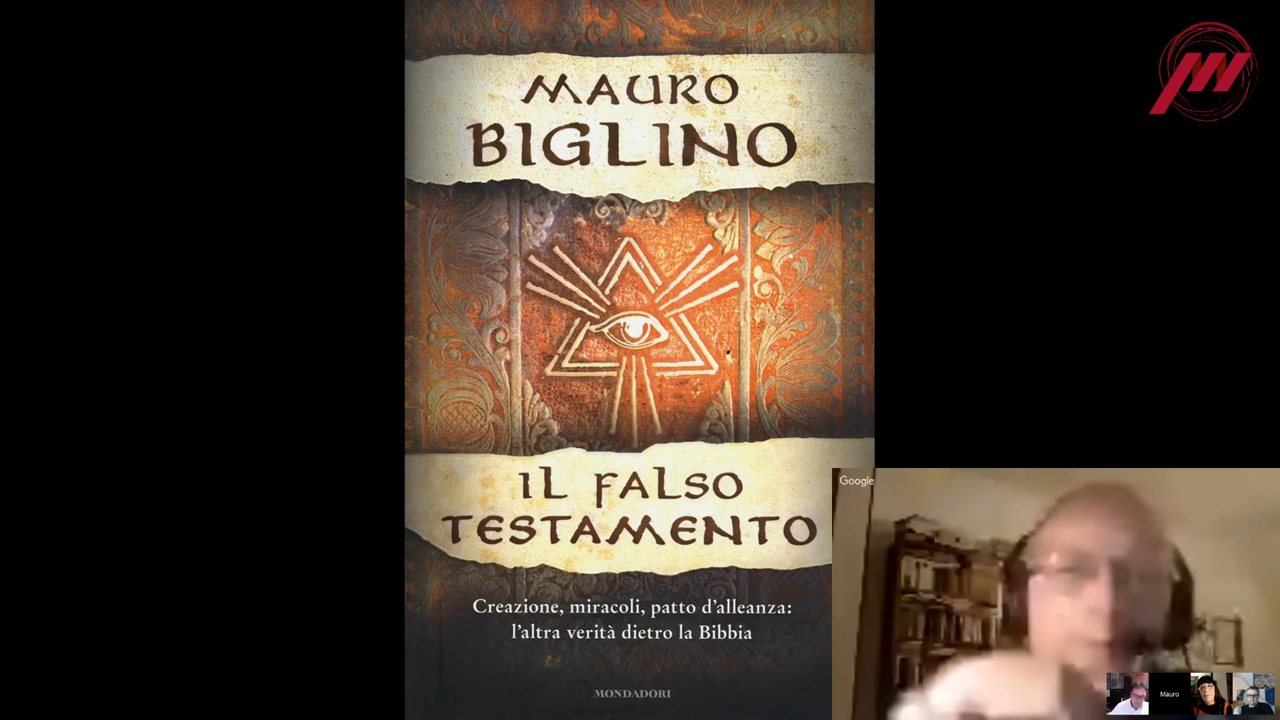 MAURO
BIGLINO
IL FALSO
TESTAMENTO
Creazione, miracoli, patto d'alleanza:
l'altra verità dietro la Bibbia
MONDADORI
Google
Mauro